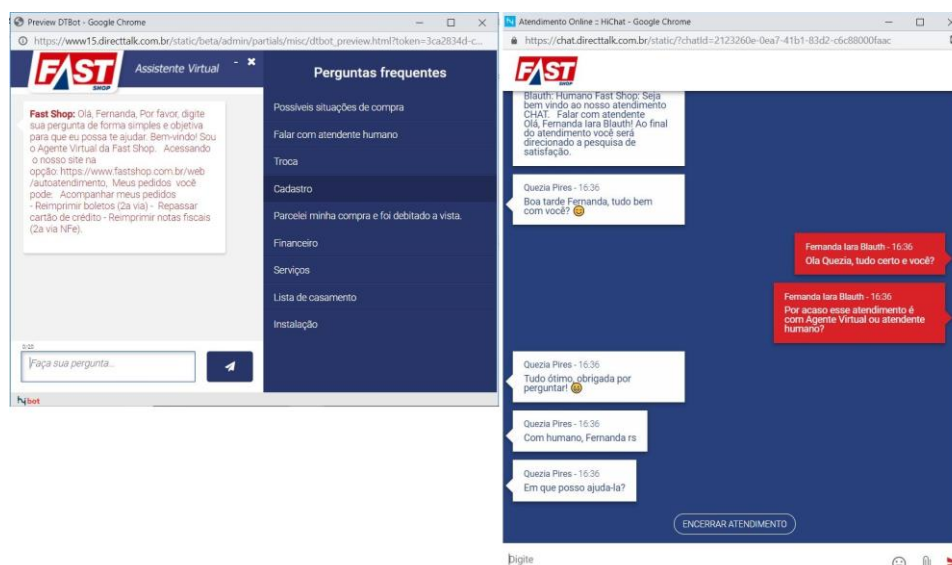 Preview DTBot - Google Chrome
https://www15.directtalk.com.br/static/beta/admin/partials/misc/dtbot_preview.html?token=3ca2834d-c...
FAST
SHOP
Assistente Virtual
Fast Shop: Olá, Fernanda, Por favor, digite
sua pergunta de forma simples e objetiva
para que eu possa te ajudar. Bem-vindo! Sou
o Agente Virtual da Fast Shop. Acessando
o nosso site na
opção: https://www.fastshop.com.br/web
/autoatendimento, Meus pedidos você
pode: Acompanhar meus pedidos
- Reimprimir boletos (2a via) - Repassar
cartão de crédito - Reimprimir notas fiscais
(2a via NFe).
Faça sua pergunta...
hibot
Perguntas frequentes
Possíveis situações de compra
Falar com atendente humano
Troca
Cadastro
Parcelei minha compra e foi debitado a vista.
Financeiro
Serviços
Lista de casamento
Instalação
Atendimento Online :: HiChat - Google Chrome
https://chat.directtalk.com.br/static/?chatId=2123260e-0ea7-41b1-83d2-c6c88000faac
FAST
SHOP
Blauth: Humano Fast Shop: Seja
bem vindo ao nosso atendimento
CHAT. Falar com atendente
Olá, Fernanda Iara Blauth! Ao final
do atendimento você será
direcionado a pesquisa de
satisfação.
Quezia Pires - 16:36
Boa tarde Fernanda, tudo bem
com você?
Fernanda Iara Blauth - 16:36
Ola Quezia, tudo certo e você?
Fernanda Iara Blauth - 16:36
Por acaso esse atendimento é
com Agente Virtual ou atendente
humano?
Quezia Pires - 16:36
Tudo ótimo, obrigada por
perguntar!
Quezia Pires - 16:36
Com humano, Fernanda rs
Quezia Pires - 16:36
Em que posso ajuda-la?
ENCERRAR ATENDIMENTO
Digite